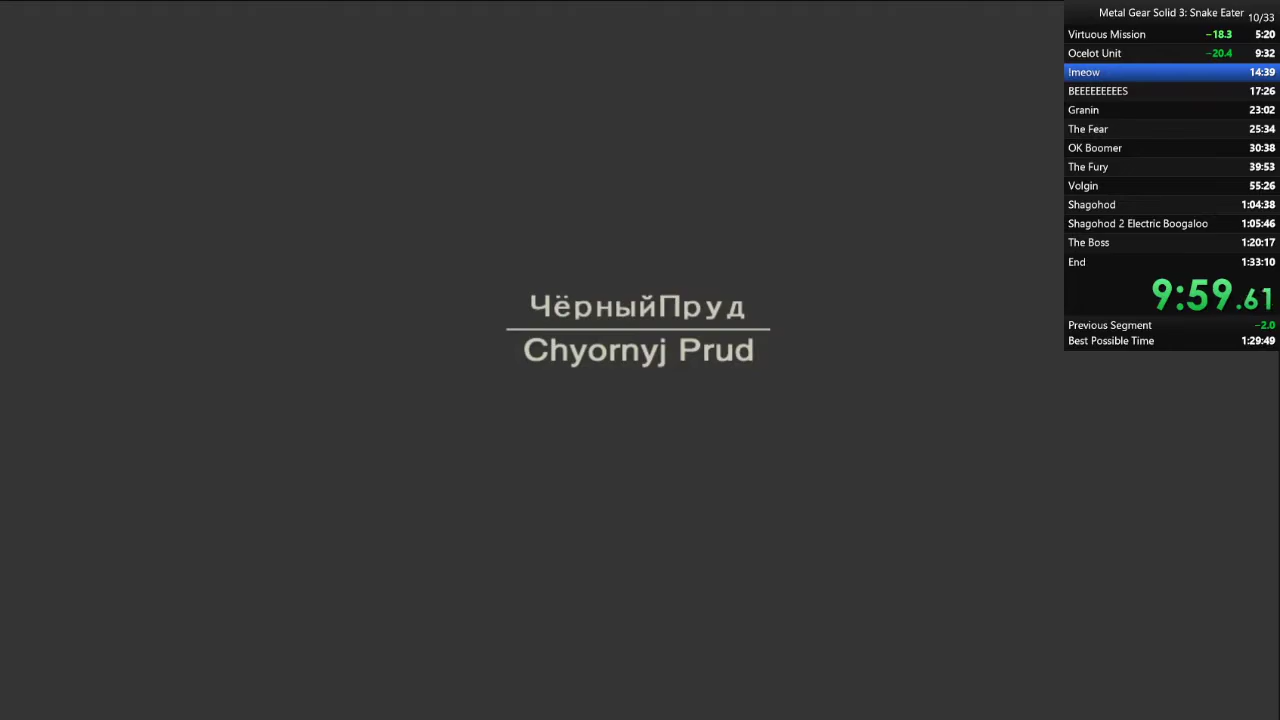 ЧёрныйПруд
Chyornyj Prud
Metal Gear Solid 3: Snake Eater 10/33
Virtuous Mission −18.3 5:20
Ocelot Unit −20.4 9:32
!meow 14:39
BEEEEEEEEES 17:26
Granin 23:02
The Fear 25:34
OK Boomer 30:38
The Fury 39:53
Volgin 55:26
Shagohod 1:04:38
Shagohod 2 Electric Boogaloo 1:05:46
The Boss 1:20:17
End 1:33:10
9:59.61
Previous Segment −2.0
Best Possible Time 1:29:49